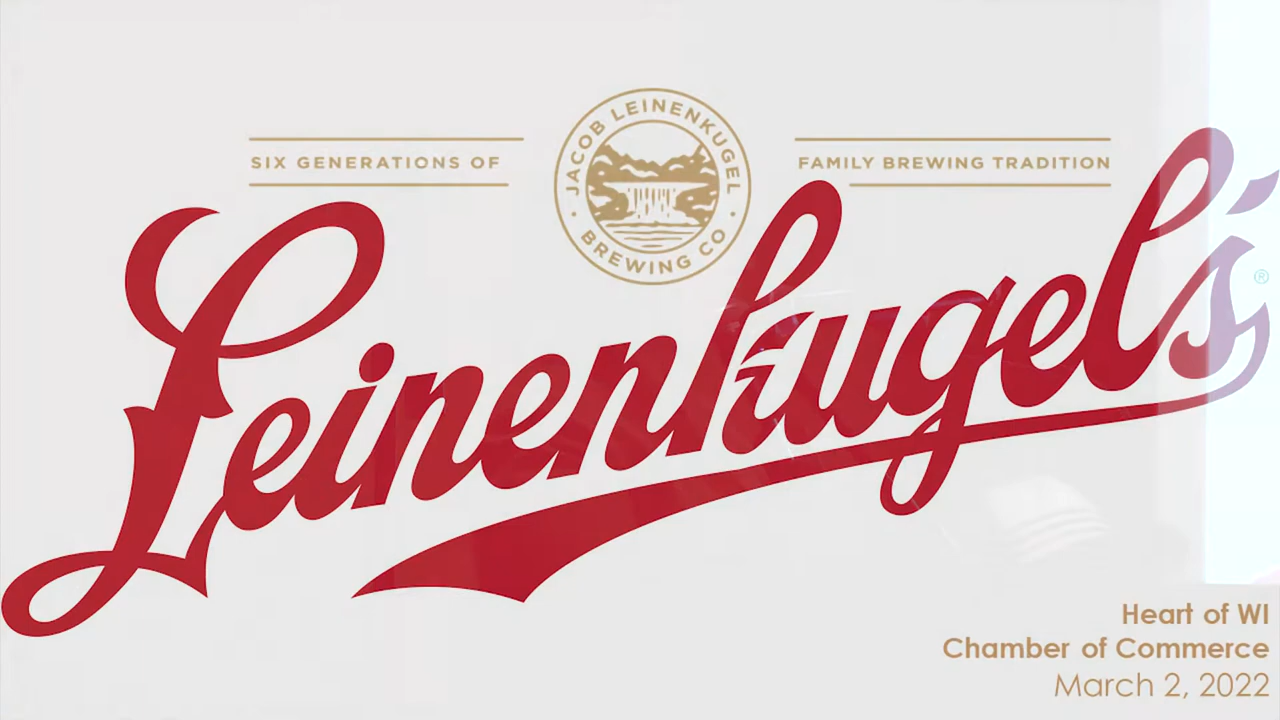 SIX GENERATIONS OF
JACOB LEINENKUGEL
· BREWING CO ·
FAMILY BREWING TRADITION
Leinenkugel's®
Heart of WI
Chamber of Commerce
March 2, 2022